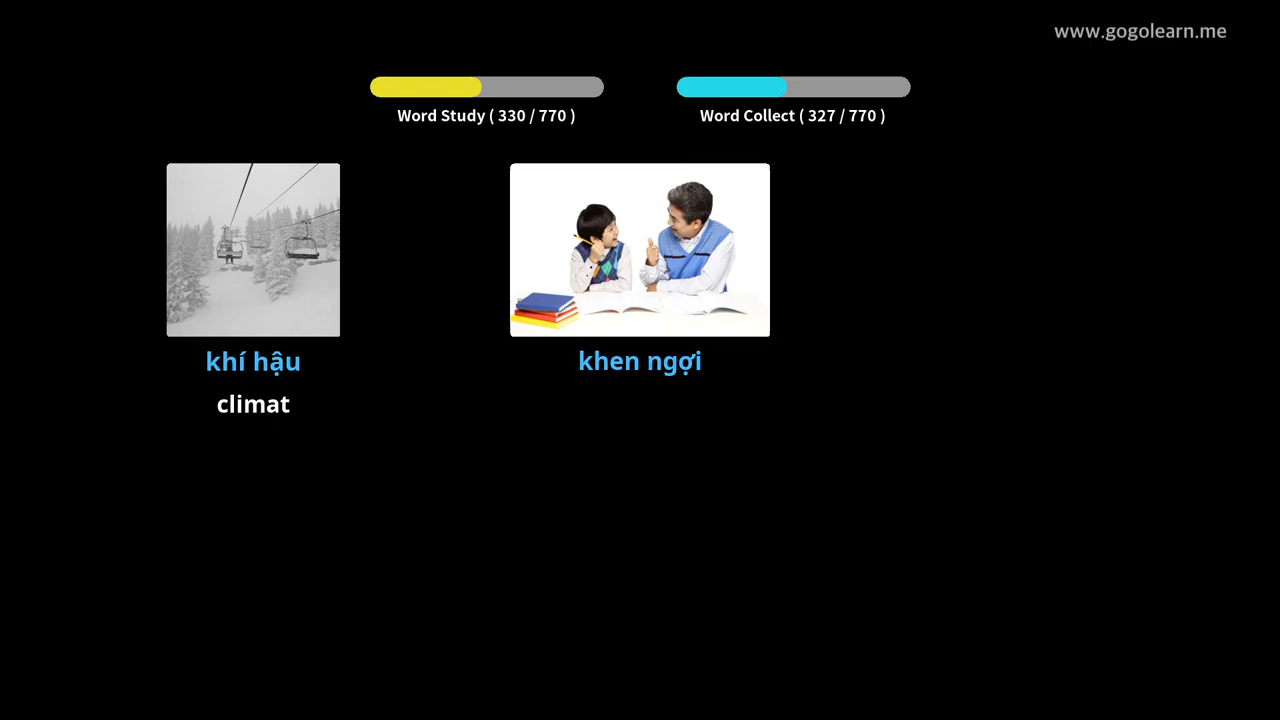 www.gogolearn.me
Word Study ( 330 / 770 )
Word Collect ( 327 / 770 )
khí hậu
climat
khen ngợi